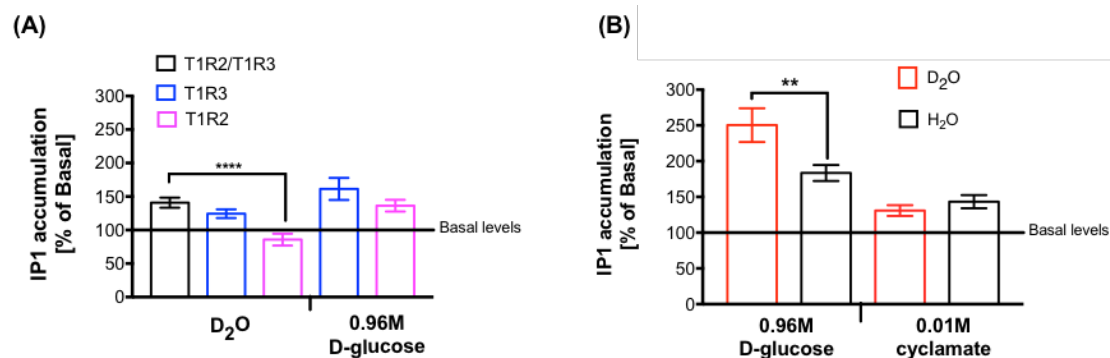 (A)
T1R2/T1R3
T1R3
T1R2
IP1 accumulation
[% of Basal]
300
250
200
150
100
50
0
****
Basal levels
D₂O
0.96M
D-glucose
(B)
D₂O
H₂O
IP1 accumulation
[% of Basal]
300
250
200
150
100
50
0
**
Basal levels
0.96M
D-glucose
0.01M
cyclamate